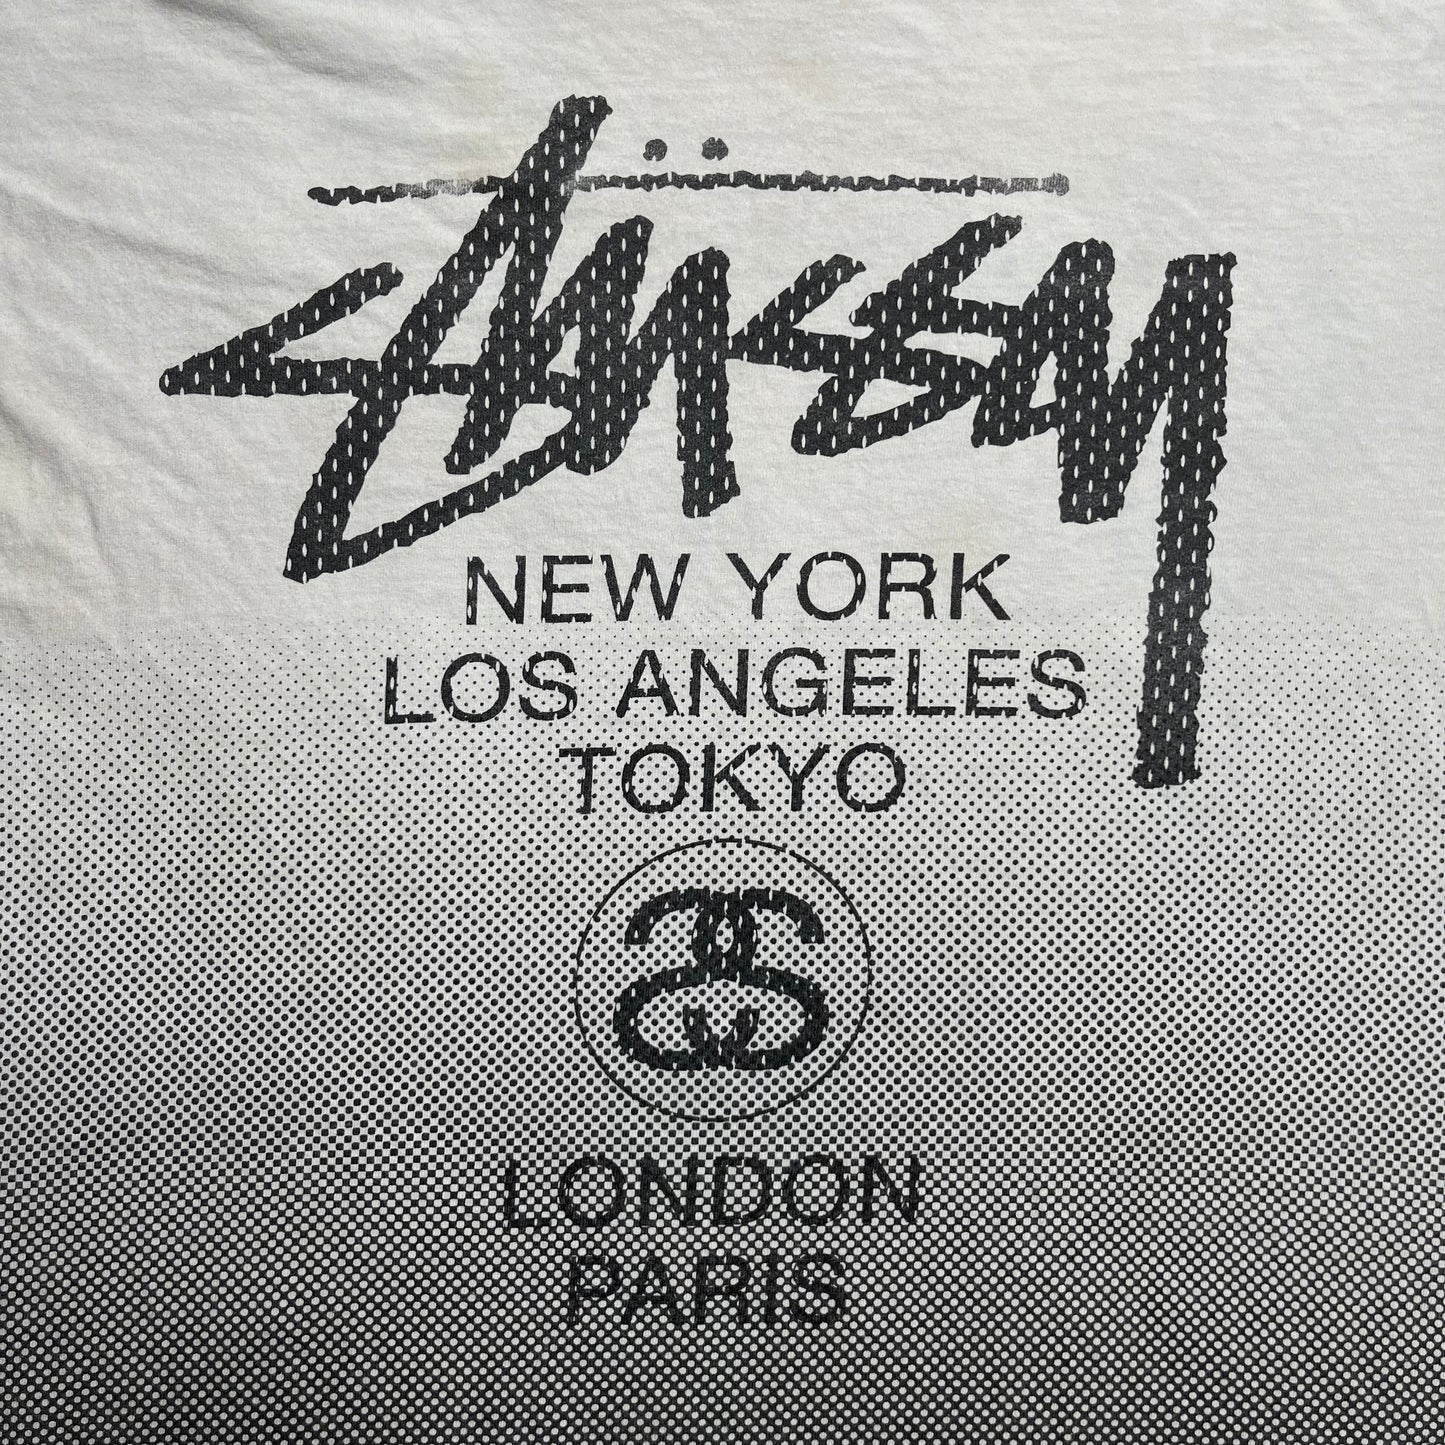 Stüssy
NEW YORK
LOS ANGELES
TOKYO
SS
LONDON
PARIS